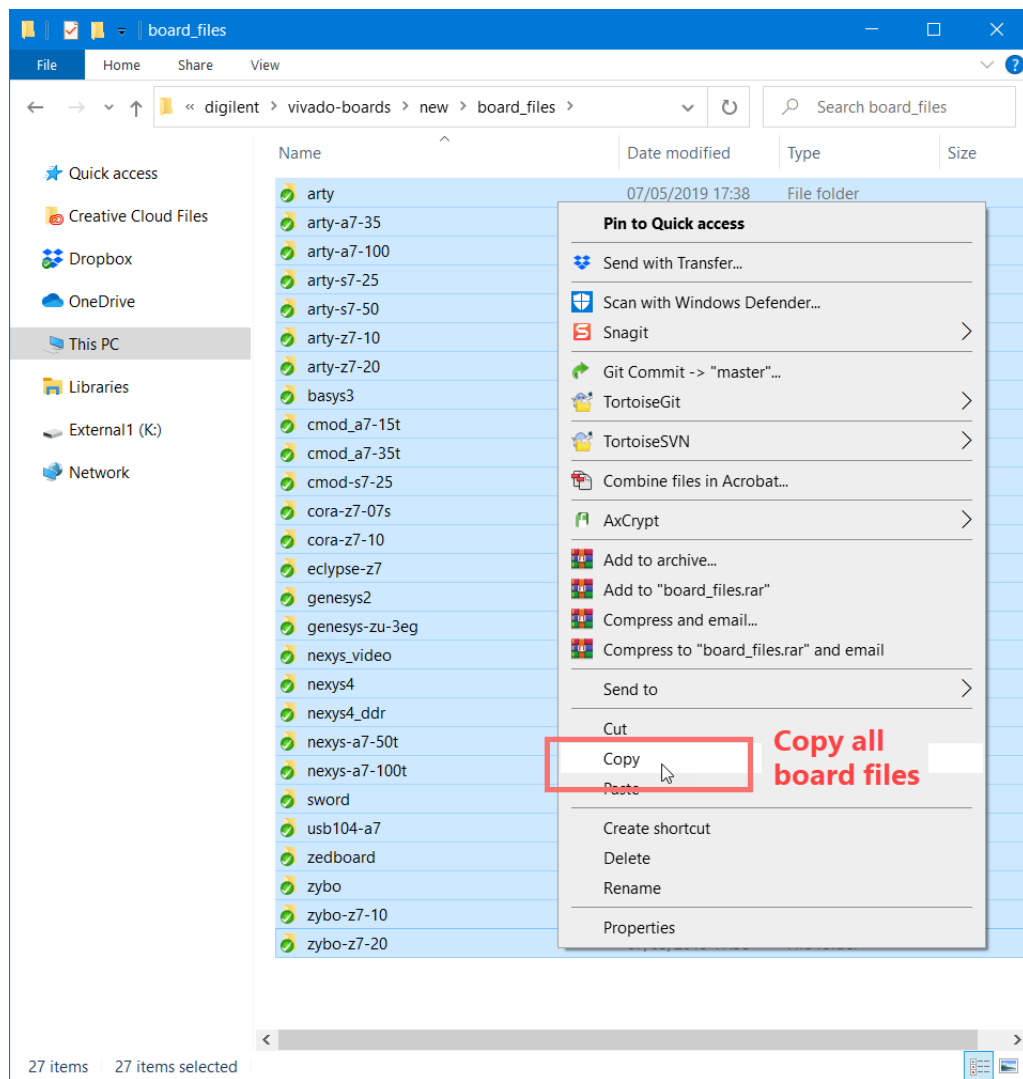 board_files
File Home Share View
« digilent > vivado-boards > new > board_files > Search board_files
Name Date modified Type Size
Quick access
Creative Cloud Files
Dropbox
OneDrive
This PC
Libraries
External1 (K:)
Network
arty 07/05/2019 17:38 File folder
arty-a7-35
arty-a7-100
arty-s7-25
arty-s7-50
arty-z7-10
arty-z7-20
basys3
cmod_a7-15t
cmod_a7-35t
cmod-s7-25
cora-z7-07s
cora-z7-10
eclypse-z7
genesys2
genesys-zu-3eg
nexys_video
nexys4
nexys4_ddr
nexys-a7-50t
nexys-a7-100t
sword
usb104-a7
zedboard
zybo
zybo-z7-10
zybo-z7-20
Pin to Quick access
Send with Transfer...
Scan with Windows Defender...
Snagit
Git Commit -> "master"...
TortoiseGit
TortoiseSVN
Combine files in Acrobat...
AxCrypt
Add to archive...
Add to "board_files.rar"
Compress and email...
Compress to "board_files.rar" and email
Send to
Cut
Copy
Paste
Create shortcut
Delete
Rename
Properties
Copy all
board files
27 items 27 items selected